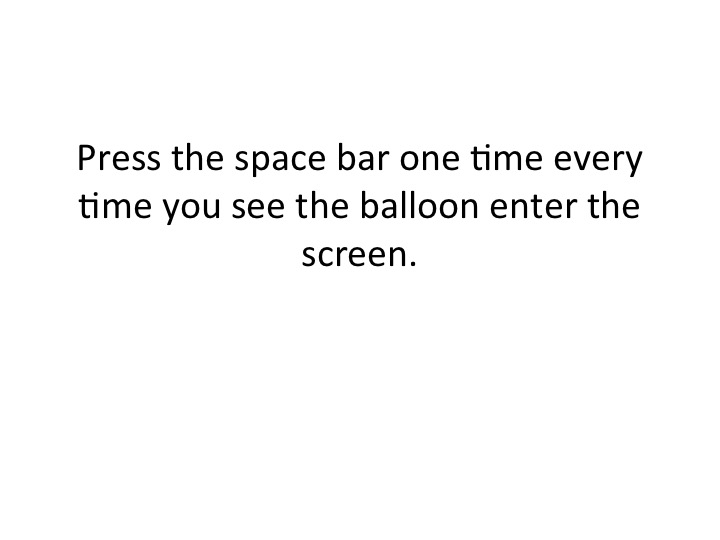 Press the space bar one time every
time you see the balloon enter the
screen.